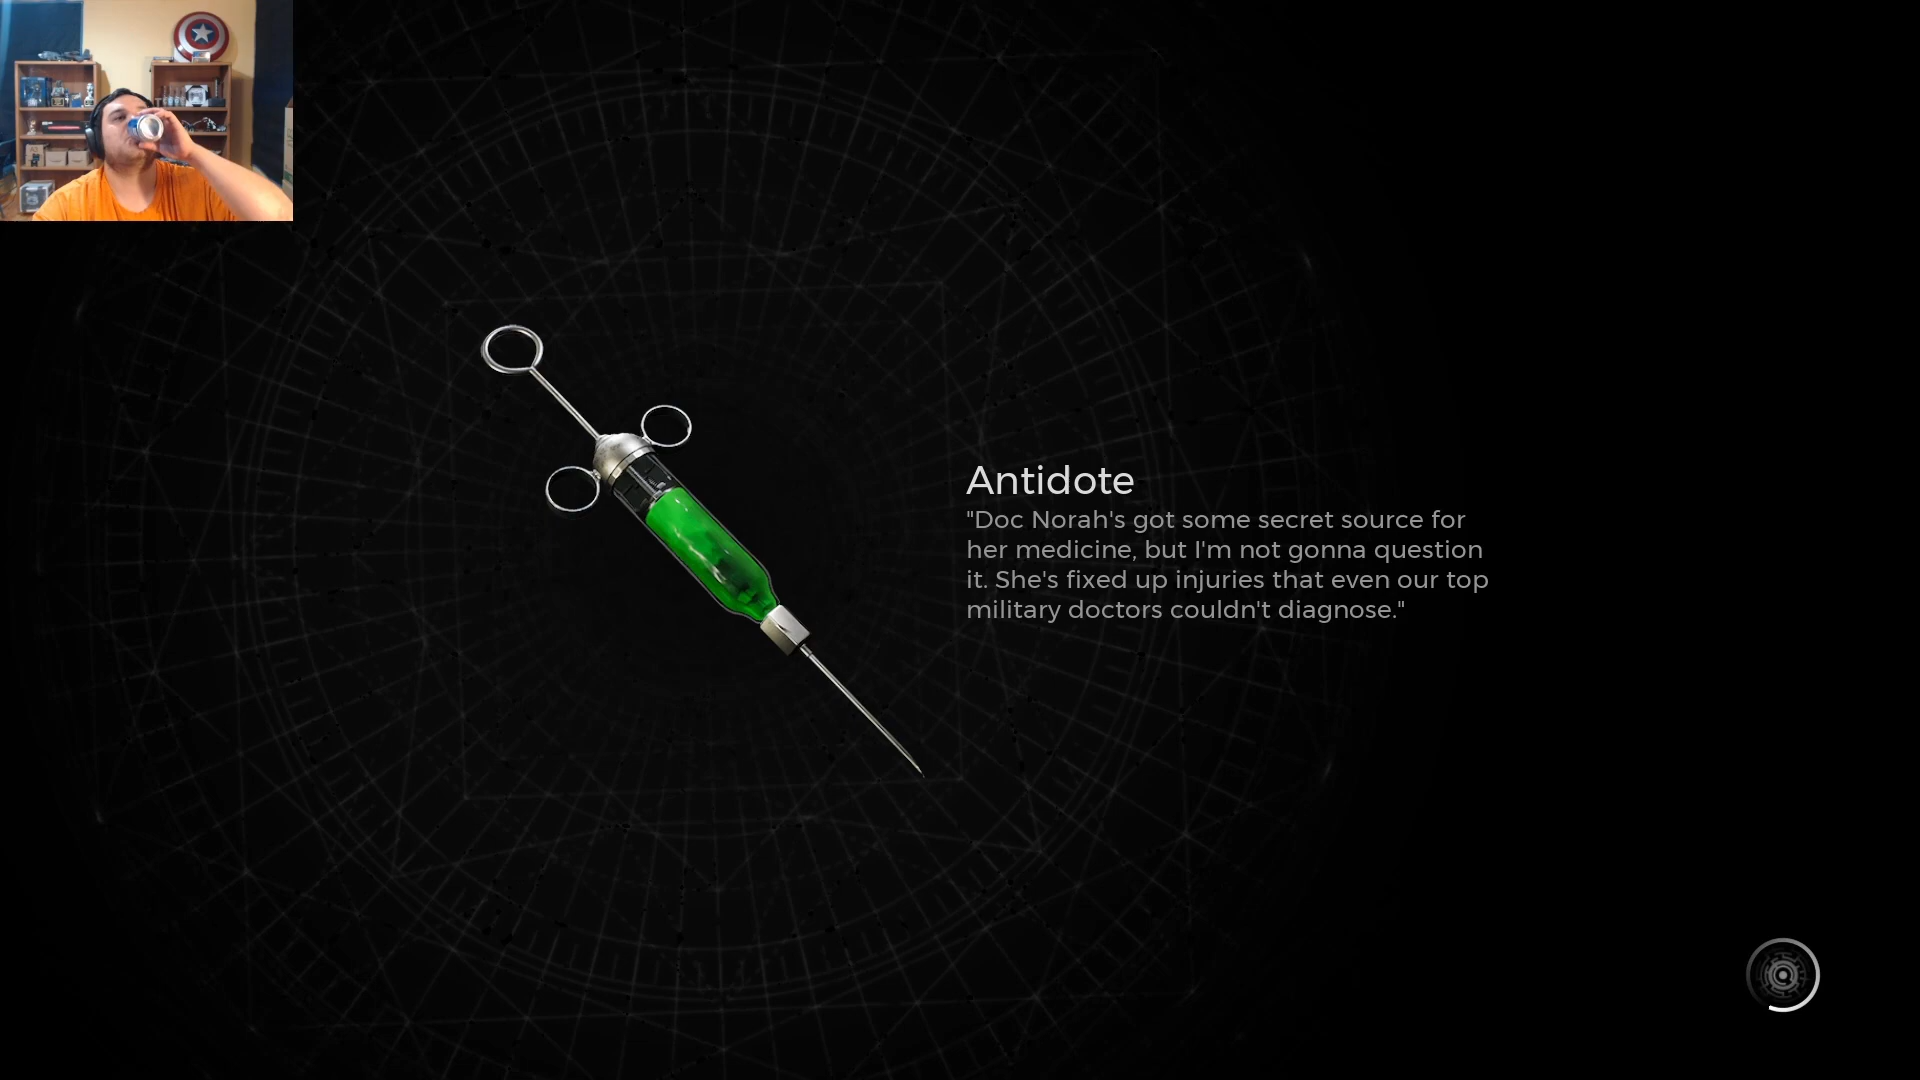 Antidote
"Doc Norah's got some secret source for
her medicine, but I'm not gonna question
it. She's fixed up injuries that even our top
military doctors couldn't diagnose."